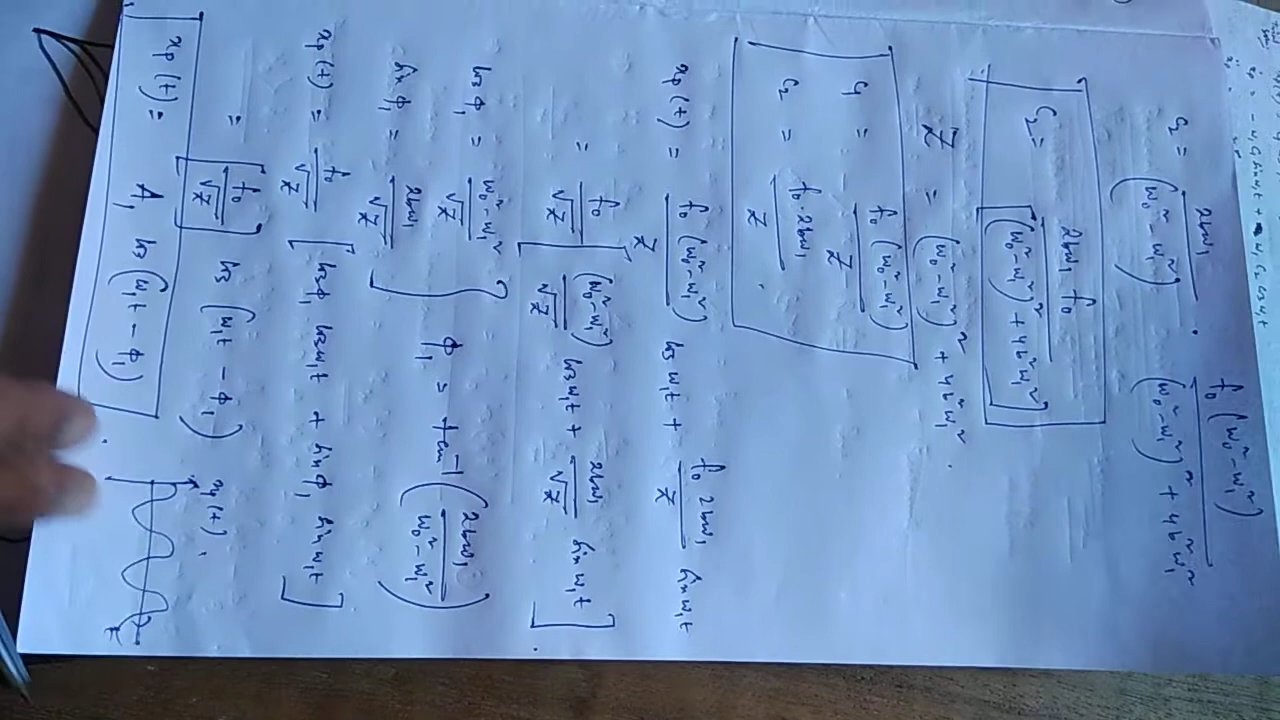 C₂ = 2bω₁ / (ω₀² − ω₁²) · f₀ (ω₀² − ω₁²) / (ω₀² − ω₁²)² + 4b²ω₁²
C₂ = 2bω₁ f₀ / [(ω₀² − ω₁²)² + 4b²ω₁²]
Z = (ω₀² − ω₁²)² + 4b²ω₁².
C₁ = f₀ (ω₀² − ω₁²) / Z
C₂ = f₀ · 2bω₁ / Z .
xₚ(t) = f₀ (ω₀² − ω₁²) / Z cos ω₁t + f₀ 2bω₁ / Z sin ω₁t
= f₀ / √Z [ (ω₀² − ω₁²) / √Z cos ω₁t + 2bω₁ / √Z sin ω₁t ]
cos φ₁ = ω₀² − ω₁² / √Z
sin φ₁ = 2bω₁ / √Z } φ₁ = tan⁻¹ ( 2bω₁ / ω₀² − ω₁² )
xₚ(t) = f₀ / √Z [ cos φ₁ cos ω₁t + sin φ₁ sin ω₁t ]
= [ f₀ / √Z ] cos (ω₁t − φ₁) xₚ(t).
xₚ(t) = A₁ cos (ω₁t − φ₁)
t